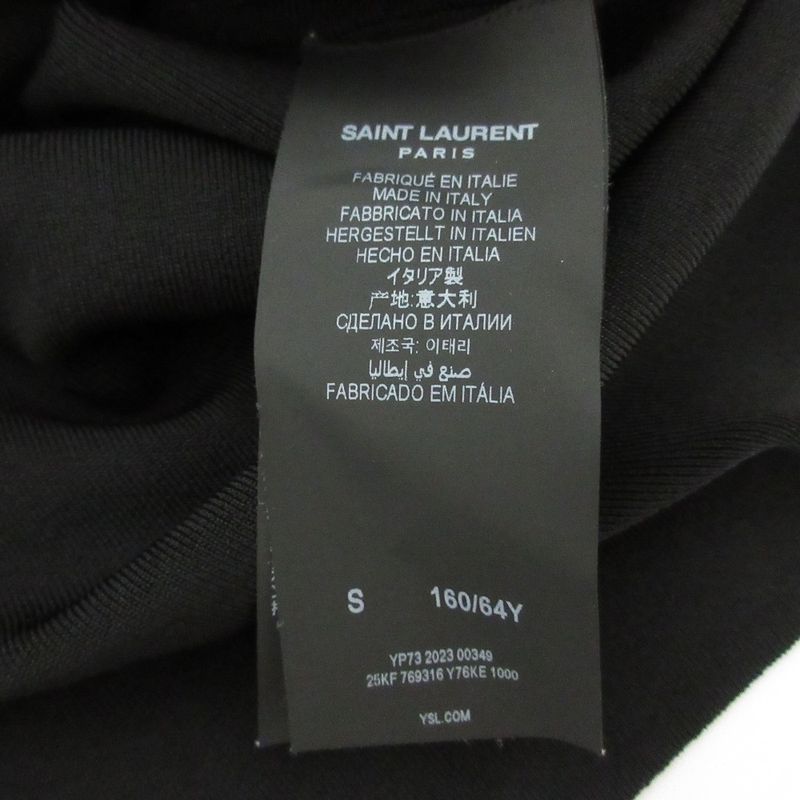 SAINT LAURENT
PARIS
FABRIQUÉ EN ITALIE
MADE IN ITALY
FABBRICATO IN ITALIA
HERGESTELLT IN ITALIEN
HECHO EN ITALIA
イタリア製
产地:意大利
СДЕЛАНО В ИТАЛИИ
제조국: 이태리
صنع في إيطاليا
FABRICADO EM ITÁLIA
S 160/64Y
YP73 2023 00349
25KF 769316 Y76KE 1000
YSL.COM